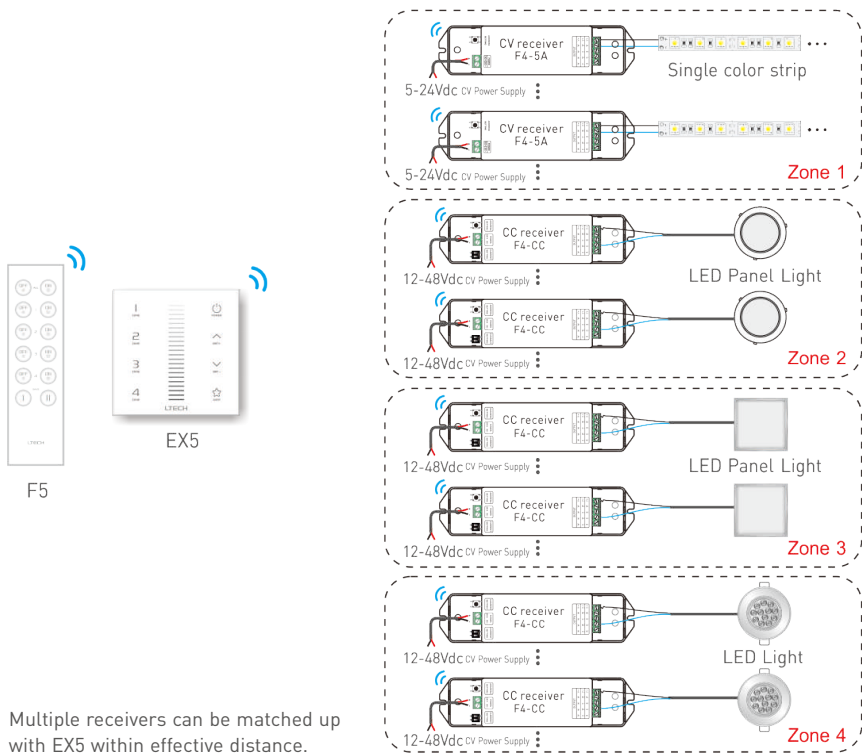 F5
1
2
3
4
LTECH
EX5
LTECH
CV receiver
F4-5A
5-24Vdc CV Power Supply
Single color strip
CV receiver
F4-5A
5-24Vdc CV Power Supply
Zone 1
CC receiver
F4-CC
12-48Vdc CV Power Supply
LED Panel Light
CC receiver
F4-CC
12-48Vdc CV Power Supply
Zone 2
CC receiver
F4-CC
12-48Vdc CV Power Supply
LED Panel Light
CC receiver
F4-CC
12-48Vdc CV Power Supply
Zone 3
CC receiver
F4-CC
12-48Vdc CV Power Supply
LED Light
CC receiver
F4-CC
12-48Vdc CV Power Supply
Zone 4
Multiple receivers can be matched up
with EX5 within effective distance.